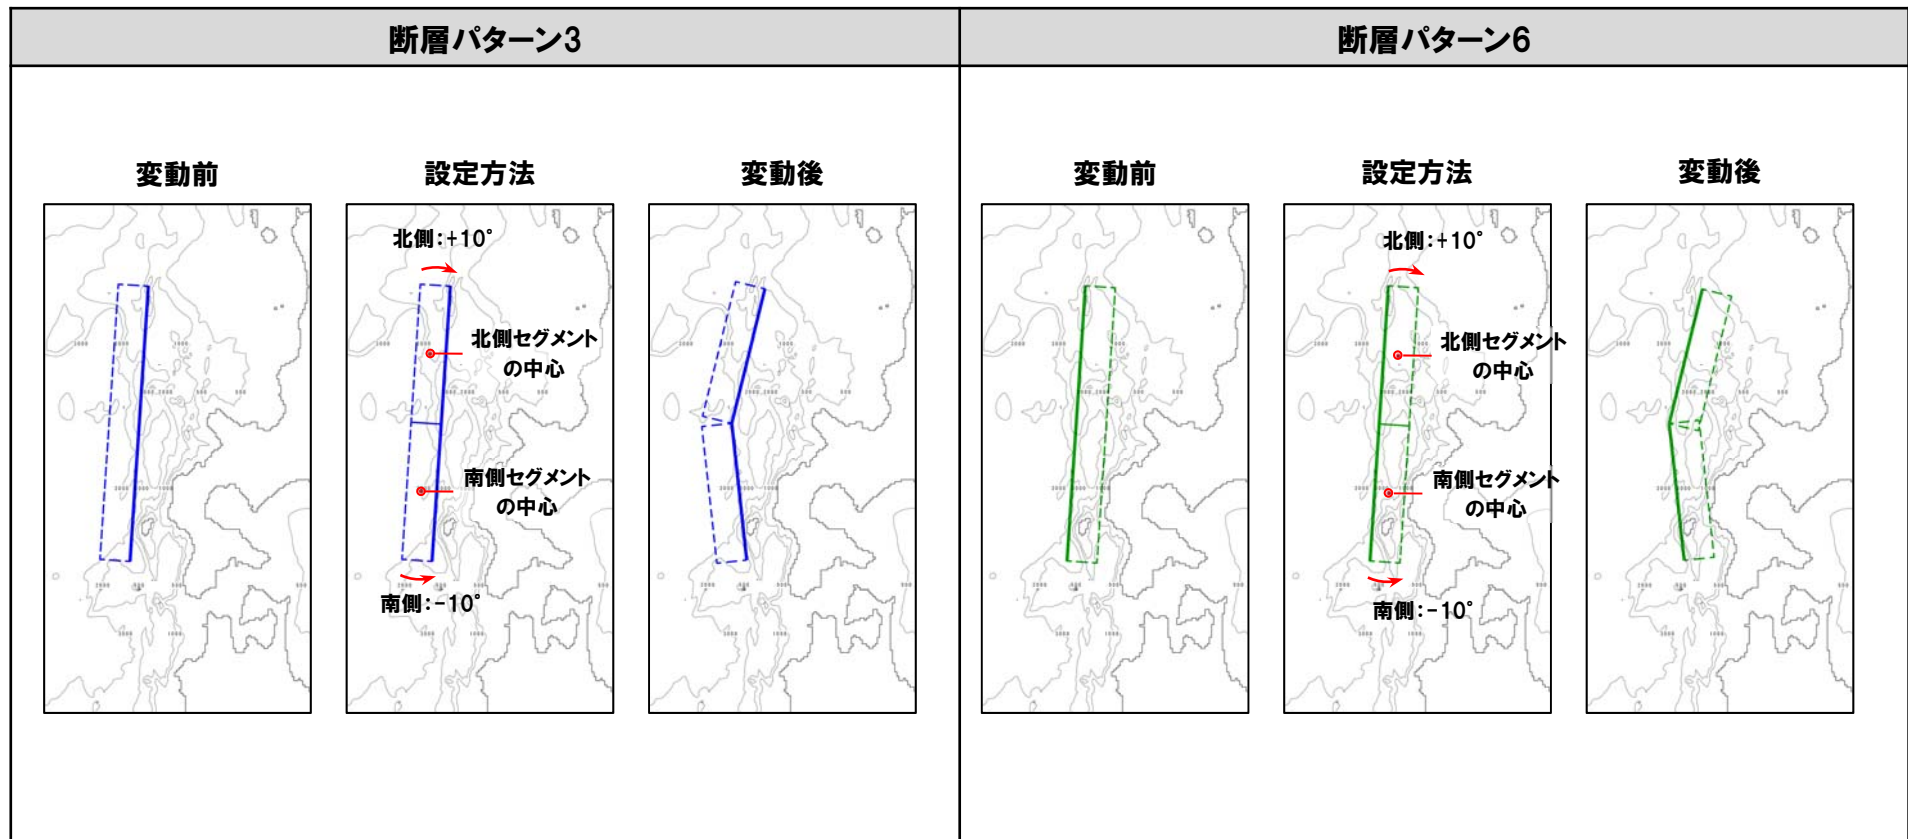 断層パターン3
断層パターン6
変動前
設定方法
変動後
北側:+10°
北側セグメント
の中心
南側セグメント
の中心
南側:-10°
変動前
設定方法
変動後
北側:+10°
北側セグメント
の中心
南側セグメント
の中心
南側:-10°